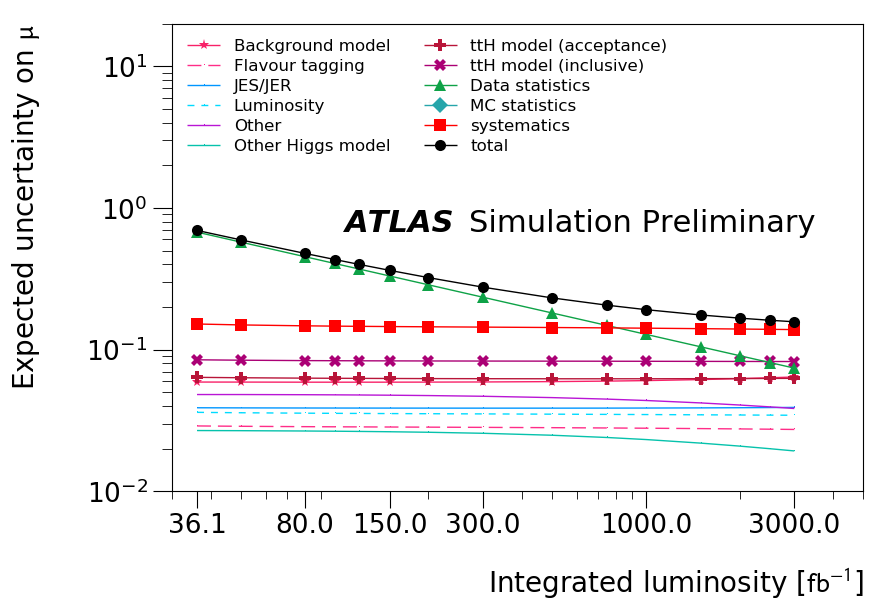 Expected uncertainty on μ
10¹
10⁰
10⁻¹
10⁻²
Background model
Flavour tagging
JES/JER
Luminosity
Other
Other Higgs model
ttH model (acceptance)
ttH model (inclusive)
Data statistics
MC statistics
systematics
total
ATLAS Simulation Preliminary
36.1 80.0 150.0 300.0 1000.0 3000.0
Integrated luminosity [fb⁻¹]